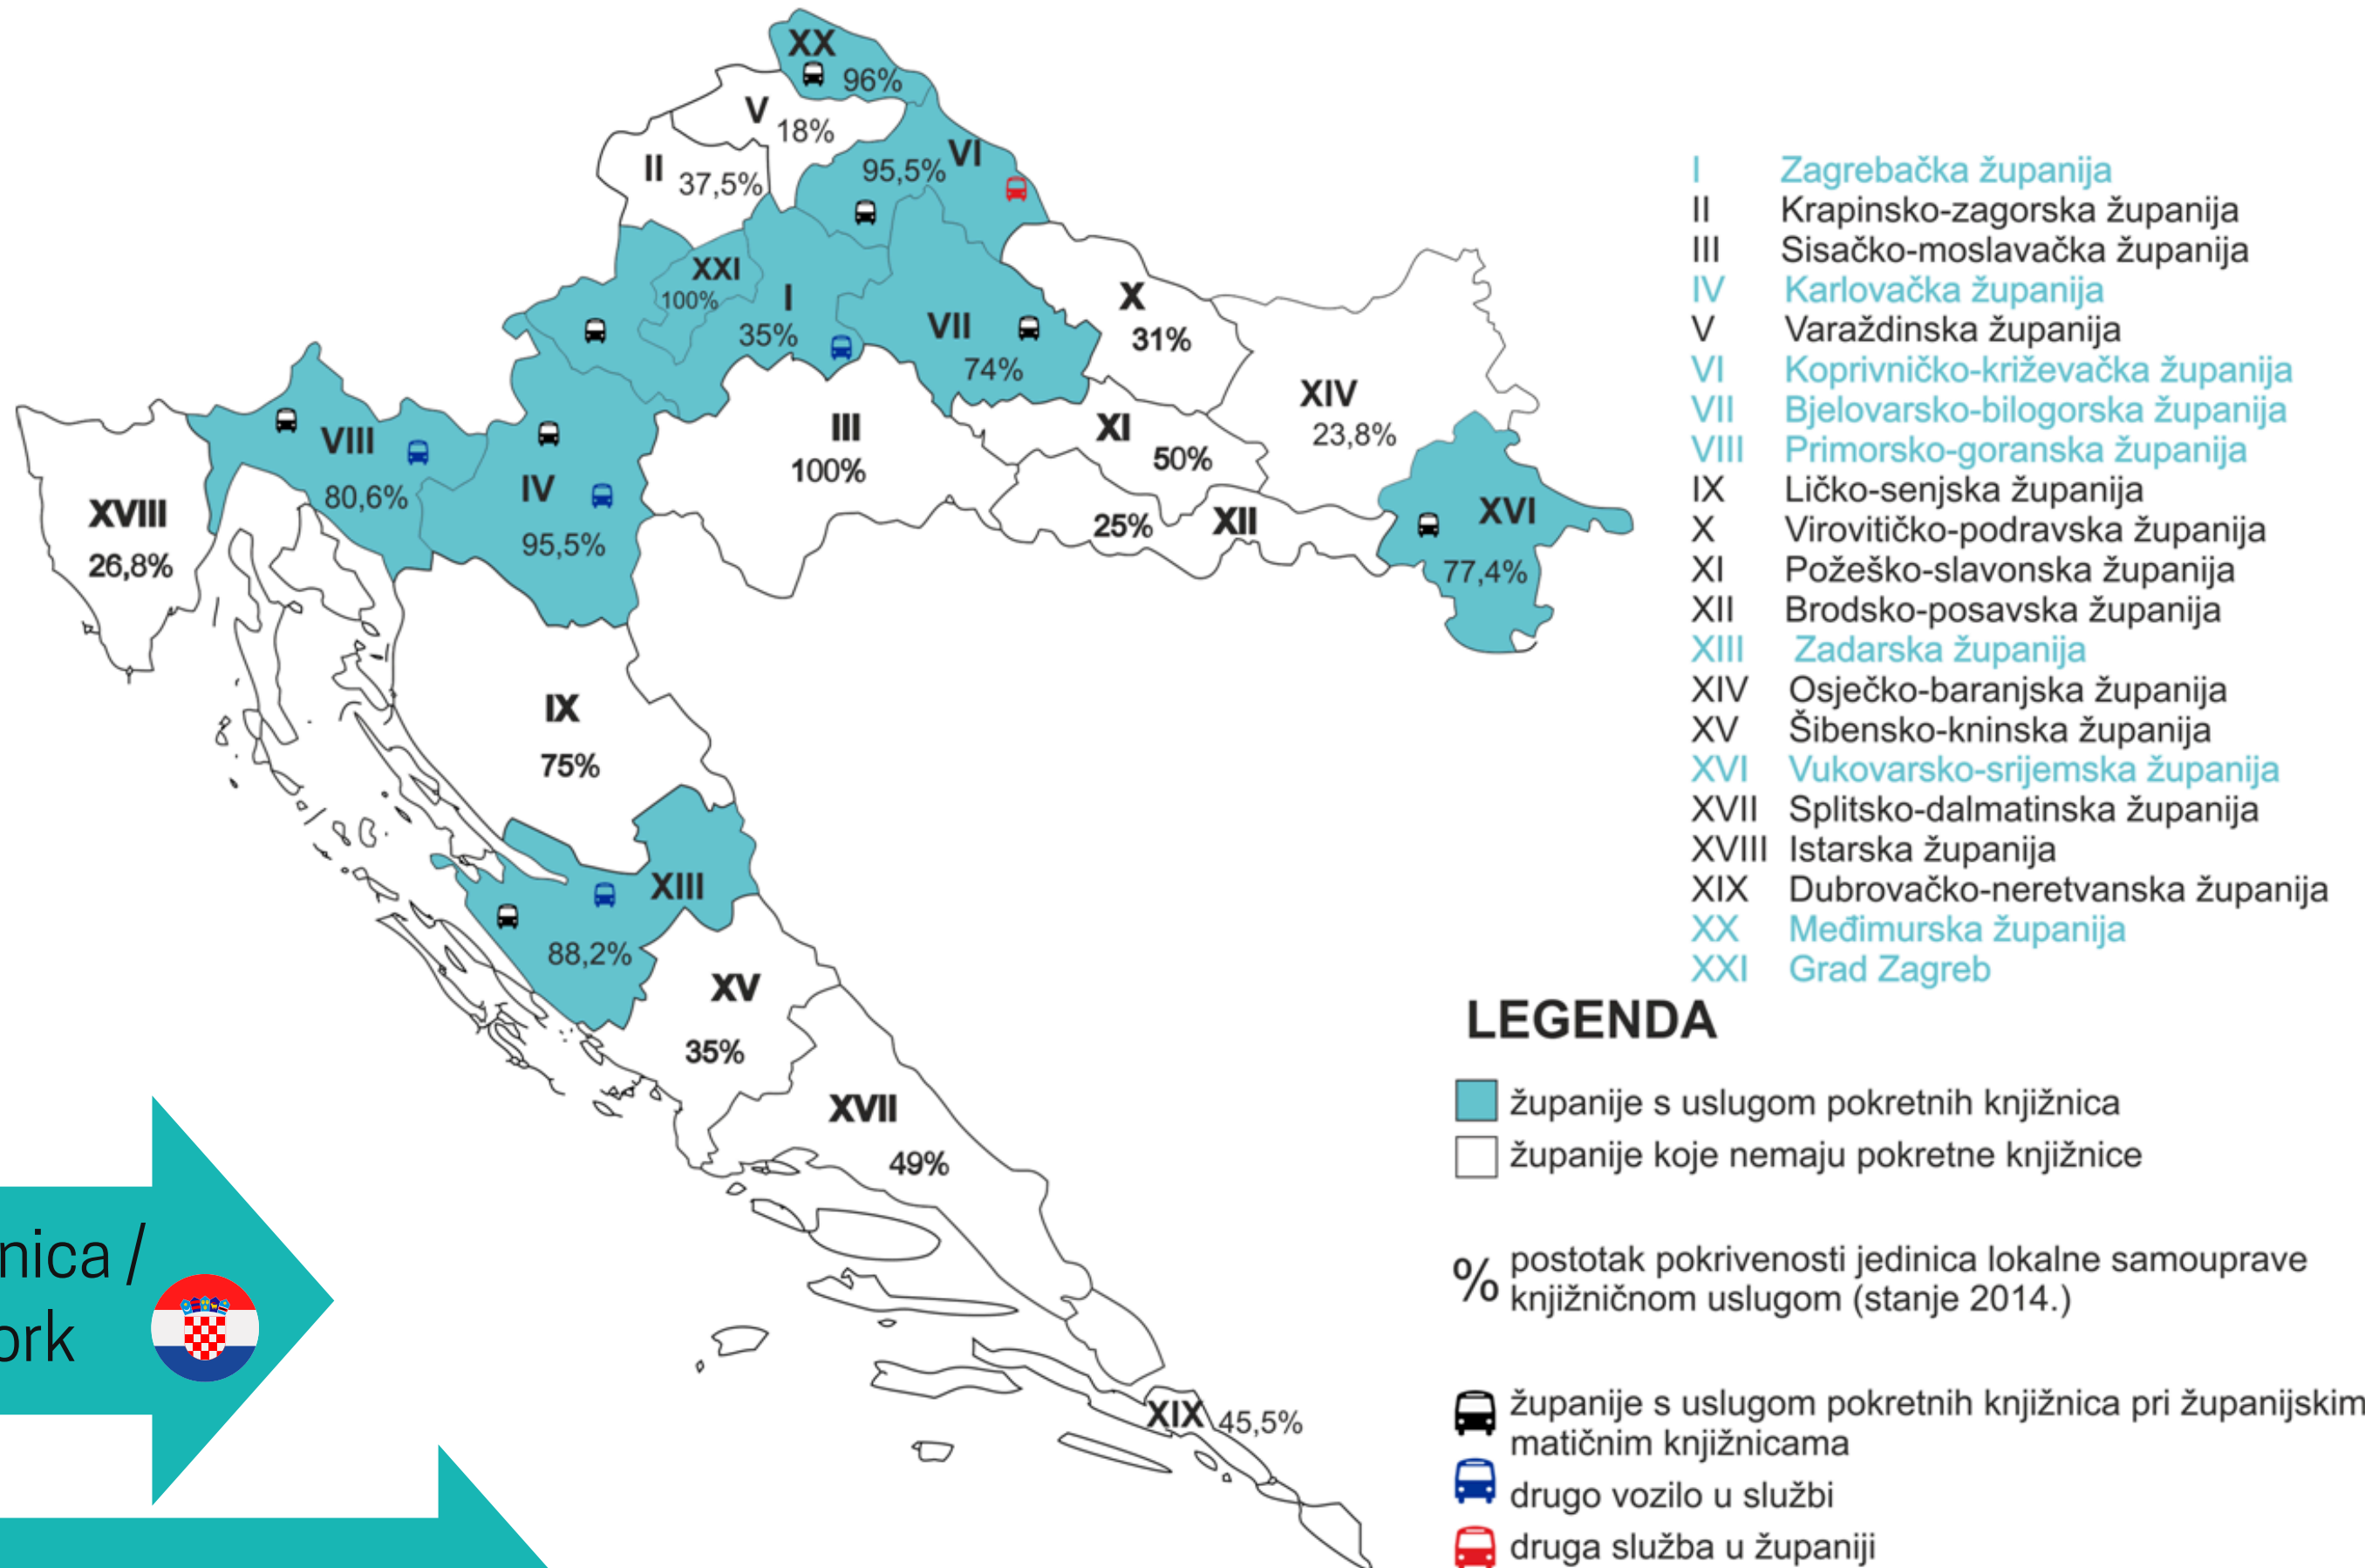 XX
96%
V
18%
VI
95,5%
II
37,5%
XXI
100%
I
35%
VII
74%
X
31%
XIV
23,8%
VIII
80,6%
III
100%
XI
50%
IV
95,5%
XVIII
26,8%
25%
XII
XVI
77,4%
IX
75%
XIII
88,2%
XV
35%
XVII
49%
XIX 45,5%
I Zagrebačka županija
II Krapinsko-zagorska županija
III Sisačko-moslavačka županija
IV Karlovačka županija
V Varaždinska županija
VI Koprivničko-križevačka županija
VII Bjelovarsko-bilogorska županija
VIII Primorsko-goranska županija
IX Ličko-senjska županija
X Virovitičko-podravska županija
XI Požeško-slavonska županija
XII Brodsko-posavska županija
XIII Zadarska županija
XIV Osječko-baranjska županija
XV Šibensko-kninska županija
XVI Vukovarsko-srijemska županija
XVII Splitsko-dalmatinska županija
XVIII Istarska županija
XIX Dubrovačko-neretvanska županija
XX Međimurska županija
XXI Grad Zagreb
LEGENDA
županije s uslugom pokretnih knjižnica
županije koje nemaju pokretne knjižnice
% postotak pokrivenosti jedinica lokalne samouprave
knjižničnom uslugom (stanje 2014.)
županije s uslugom pokretnih knjižnica pri županijskim
matičnim knjižnicama
drugo vozilo u službi
druga služba u županiji
nica /
ork